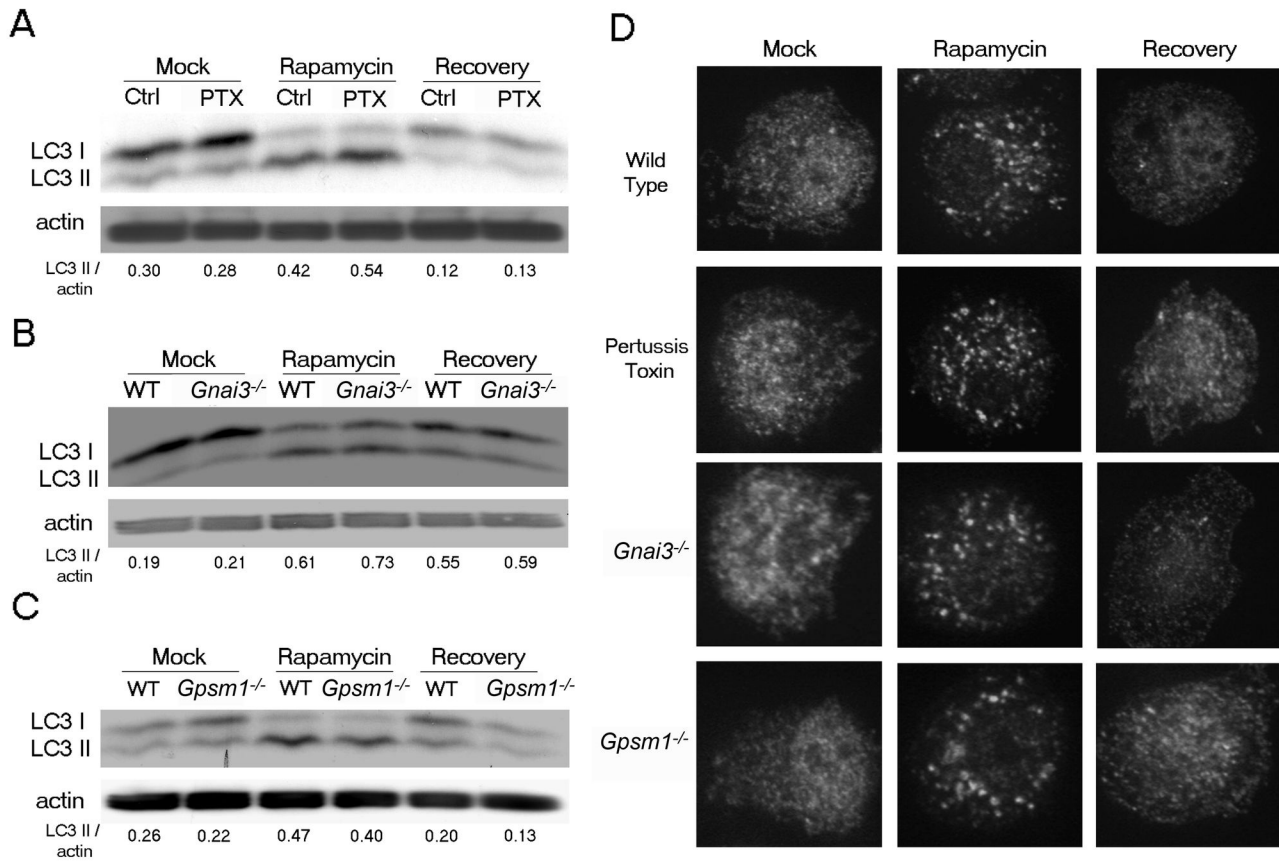 A
Mock Rapamycin Recovery
Ctrl PTX Ctrl PTX Ctrl PTX
LC3 I
LC3 II
actin
LC3 II / actin 0.30 0.28 0.42 0.54 0.12 0.13
B
Mock Rapamycin Recovery
WT Gnai3-/- WT Gnai3-/- WT Gnai3-/-
LC3 I
LC3 II
actin
LC3 II / actin 0.19 0.21 0.61 0.73 0.55 0.59
C
Mock Rapamycin Recovery
WT Gpsm1-/- WT Gpsm1-/- WT Gpsm1-/-
LC3 I
LC3 II
actin
LC3 II / actin 0.26 0.22 0.47 0.40 0.20 0.13
D
Mock Rapamycin Recovery
Wild
Type
Pertussis
Toxin
Gnai3-/-
Gpsm1-/-